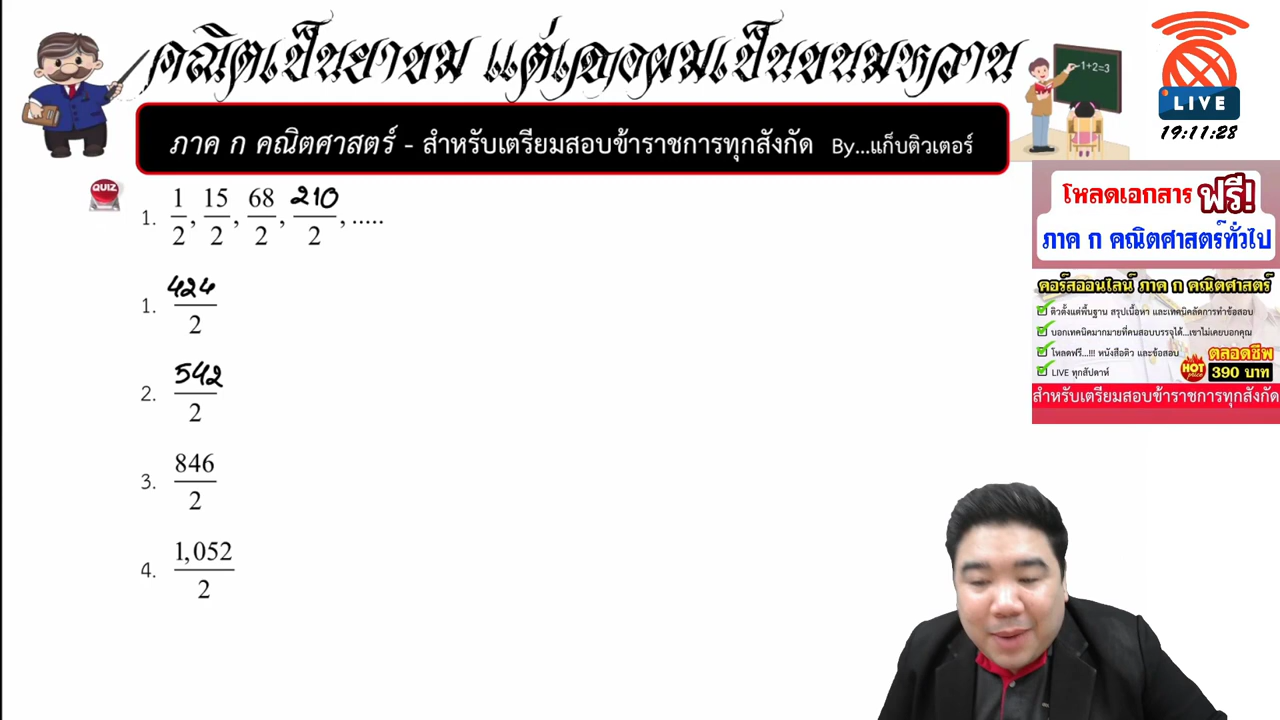 คณิตเป็นยาขม แต่เจอผมเป็นขนมหวาน
1+2=3
LIVE
19:11:28
ภาค ก คณิตศาสตร์ - สำหรับเตรียมสอบข้าราชการทุกสังกัด By...แก็บติวเตอร์
QUIZ
1. 1/2, 15/2, 68/2, 210/2, .....
1. 424/2
2. 542/2
3. 846/2
4. 1,052/2
โหลดเอกสาร ฟรี!
ภาค ก คณิตศาสตร์ทั่วไป
คอร์สออนไลน์ ภาค ก คณิตศาสตร์
ติวตั้งแต่พื้นฐาน สรุปเนื้อหา และเทคนิคลัดการทำข้อสอบ
บอกเทคนิคมากมายที่คนสอบบรรจุได้...เขาไม่เคยบอกคุณ
โหลดฟรี...!!! หนังสือติว และข้อสอบ
LIVE ทุกสัปดาห์
HOT price
ตลอดชีพ
390 บาท
สำหรับเตรียมสอบข้าราชการทุกสังกัด